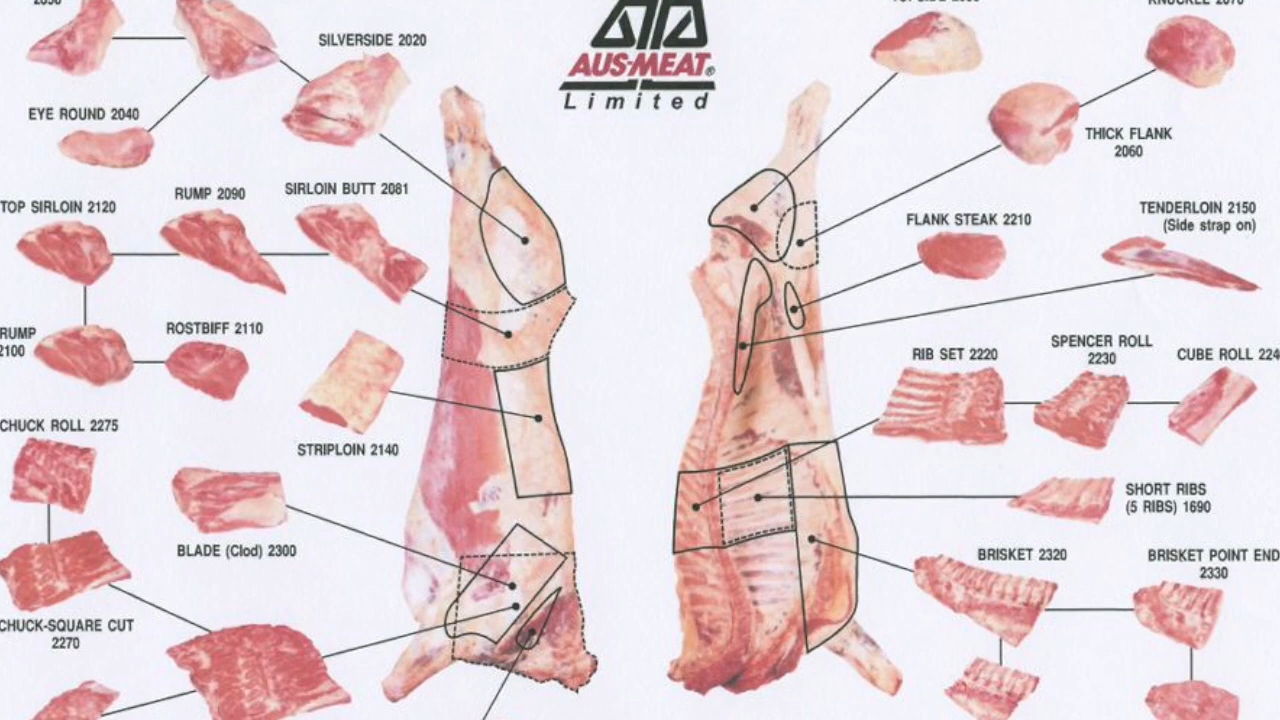 SILVERSIDE 2020
AUS-MEAT®
Limited
EYE ROUND 2040
THICK FLANK
2060
TOP SIRLOIN 2120
RUMP 2090
SIRLOIN BUTT 2081
FLANK STEAK 2210
TENDERLOIN 2150
(Side strap on)
RUMP
2100
ROSTBIFF 2110
RIB SET 2220
SPENCER ROLL
2230
CUBE ROLL 224
CHUCK ROLL 2275
STRIPLOIN 2140
SHORT RIBS
(5 RIBS) 1690
BLADE (Clod) 2300
BRISKET 2320
BRISKET POINT END
2330
CHUCK-SQUARE CUT
2270